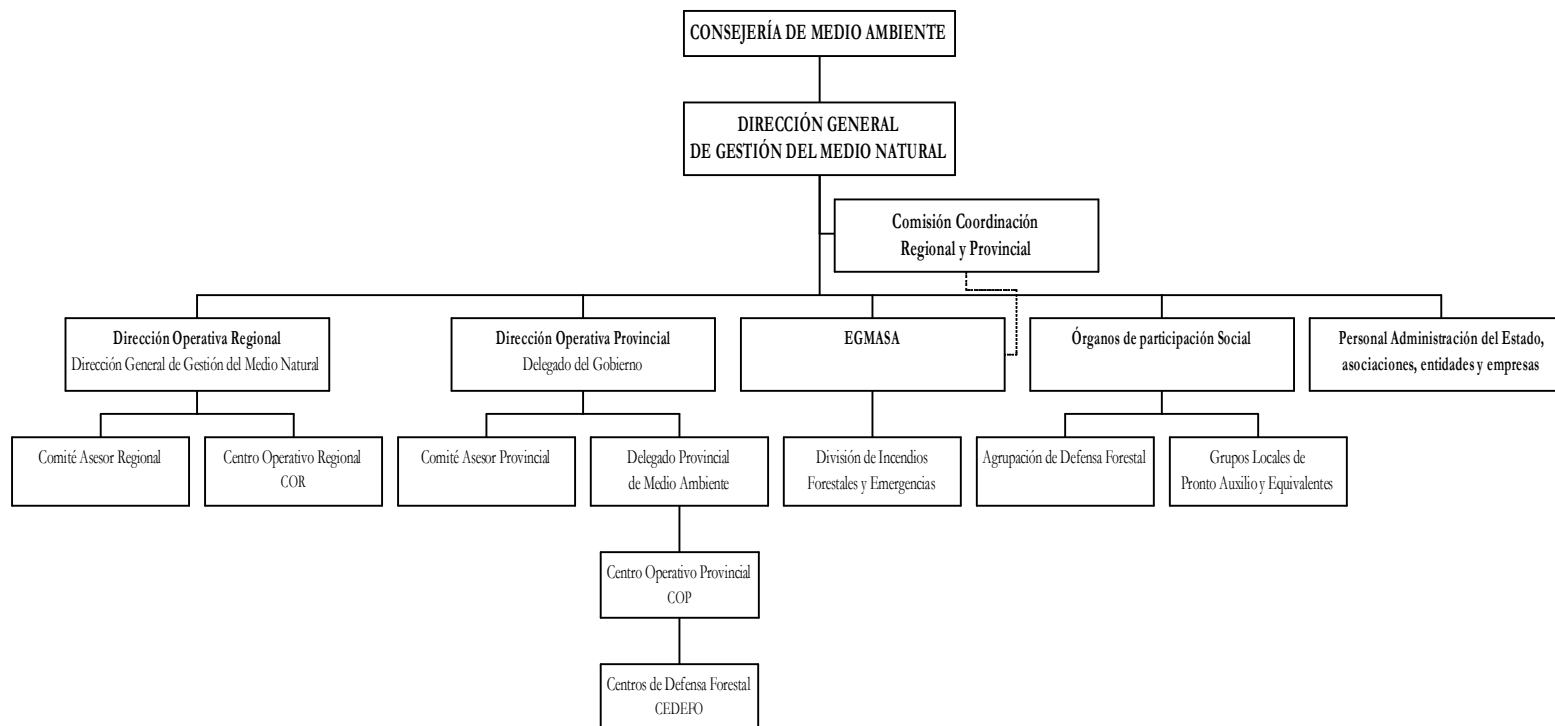 CONSEJERÍA DE MEDIO AMBIENTE
DIRECCIÓN GENERAL
DE GESTIÓN DEL MEDIO NATURAL
Comisión Coordinación
Regional y Provincial
Dirección Operativa Regional
Dirección General de Gestión del Medio Natural
Dirección Operativa Provincial
Delegado del Gobierno
EGMASA
Órganos de participación Social
Personal Administración del Estado,
asociaciones, entidades y empresas
Comité Asesor Regional
Centro Operativo Regional
COR
Comité Asesor Provincial
Delegado Provincial
de Medio Ambiente
División de Incendios
Forestales y Emergencias
Agrupación de Defensa Forestal
Grupos Locales de
Pronto Auxilio y Equivalentes
Centro Operativo Provincial
COP
Centros de Defensa Forestal
CEDEFO